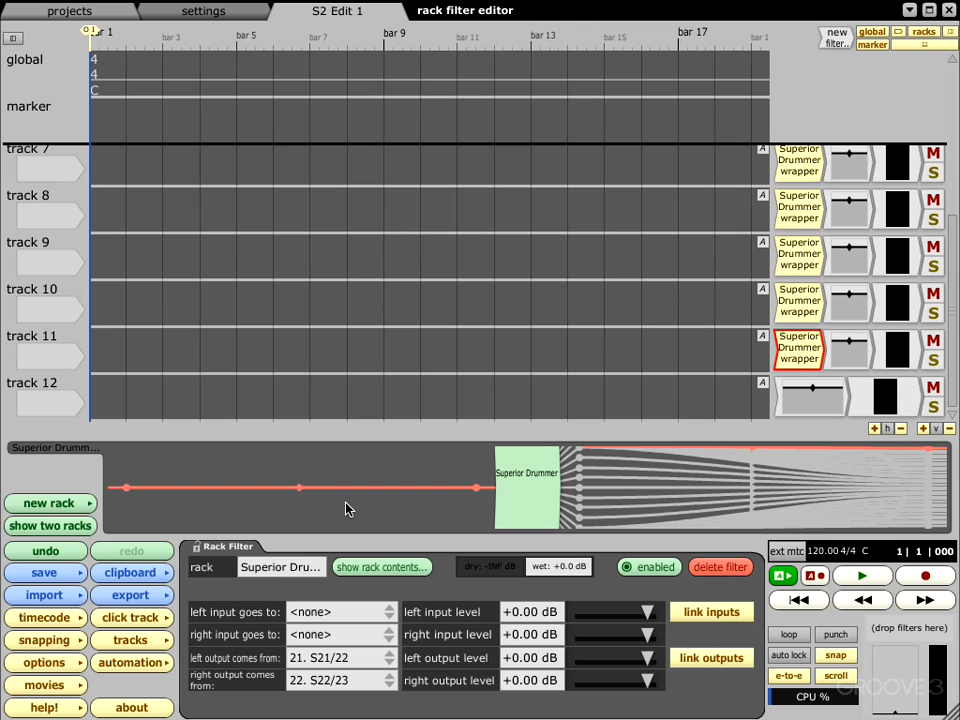 projects
settings
S2 Edit 1
rack filter editor
bar 1
bar 3
bar 5
bar 7
bar 9
bar 11
bar 13
bar 15
bar 17
bar 1
new filter..
global
racks
marker
global
4
4
C
marker
track 7
A
Superior Drummer wrapper
M
S
track 8
A
Superior Drummer wrapper
M
S
track 9
A
Superior Drummer wrapper
M
S
track 10
A
Superior Drummer wrapper
M
S
track 11
A
Superior Drummer wrapper
M
S
track 12
A
M
S
+ h −
+ v −
Superior Drumm...
Superior Drummer
new rack
show two racks
undo
redo
save
clipboard
import
export
timecode
click track
snapping
tracks
options
automation
movies
help!
about
Rack Filter
rack
Superior Dru...
show rack contents...
dry: -INF dB
wet: +0.0 dB
enabled
delete filter
left input goes to:
<none>
left input level
+0.00 dB
link inputs
right input goes to:
<none>
right input level
+0.00 dB
left output comes from:
21. S21/22
left output level
+0.00 dB
link outputs
right output comes from:
22. S22/23
right output level
+0.00 dB
ext mtc
120.00 4/4 C
1| 1 | 000
A
A
loop
punch
auto lock
snap
e-to-e
scroll
CPU %
(drop filters here)
GROOVE3